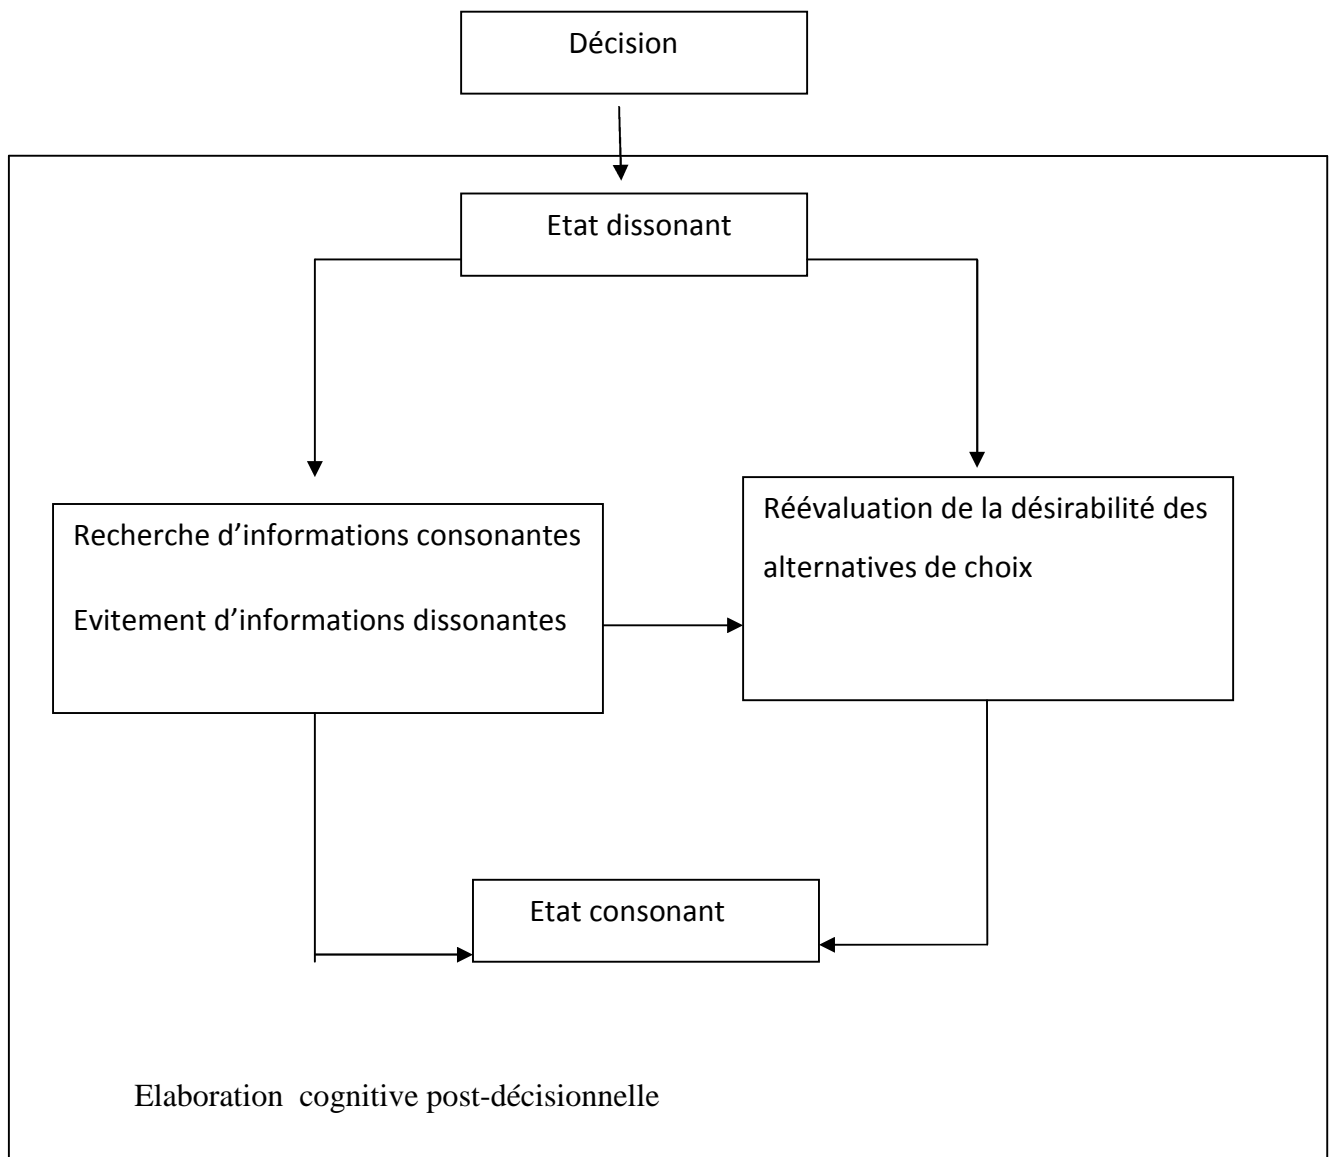 Décision
Etat dissonant
Recherche d’informations consonantes
Evitement d’informations dissonantes
Réévaluation de la désirabilité des
alternatives de choix
Etat consonant
Elaboration cognitive post-décisionnelle